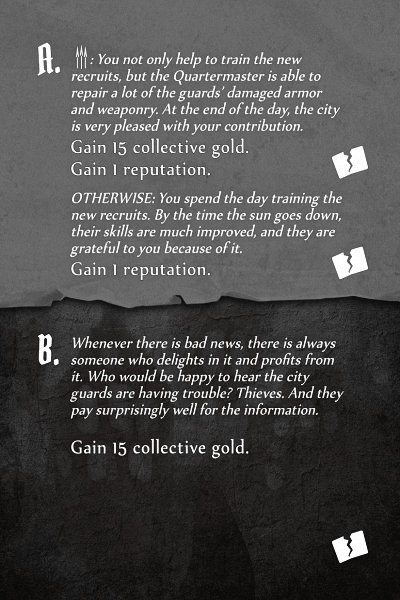 A. : You not only help to train the new
recruits, but the Quartermaster is able to
repair a lot of the guards' damaged armor
and weaponry. At the end of the day, the city
is very pleased with your contribution.
Gain 15 collective gold.
Gain 1 reputation.
OTHERWISE: You spend the day training the
new recruits. By the time the sun goes down,
their skills are much improved, and they are
grateful to you because of it.
Gain 1 reputation.
B. Whenever there is bad news, there is always
someone who delights in it and profits from
it. Who would be happy to hear the city
guards are having trouble? Thieves. And they
pay surprisingly well for the information.
Gain 15 collective gold.